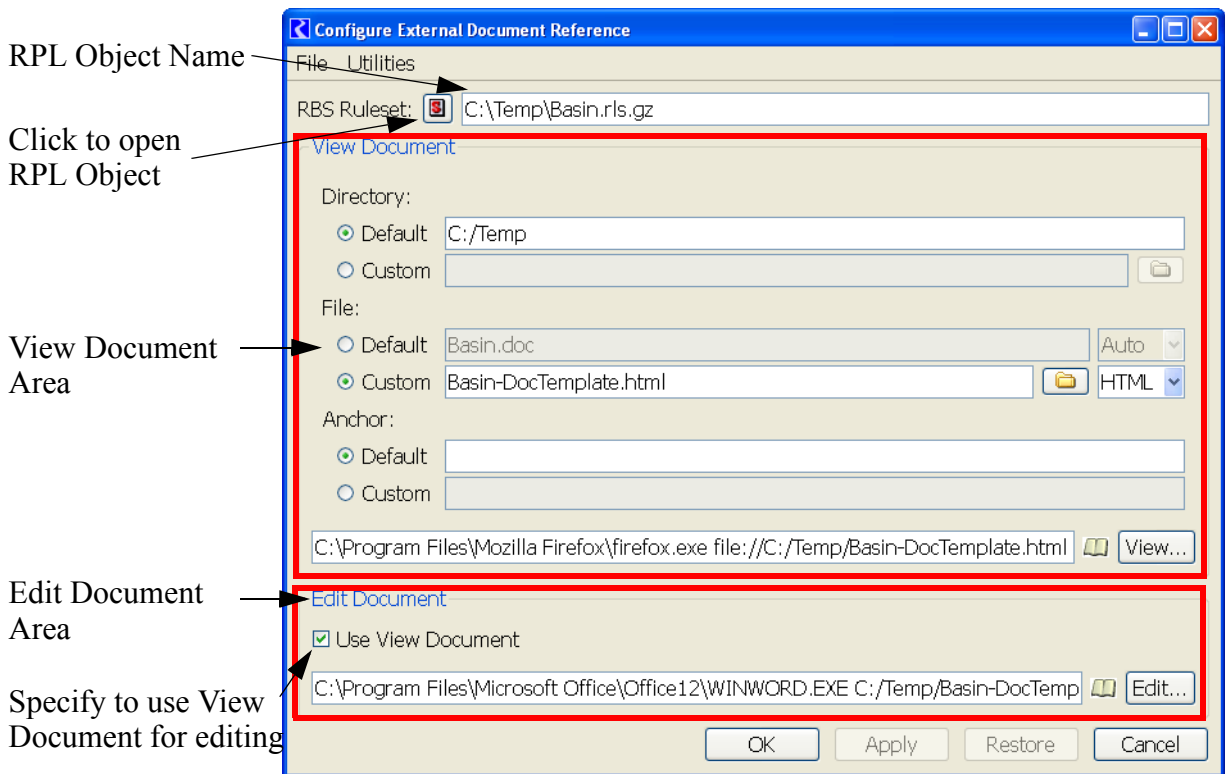 Configure External Document Reference
RPL Object Name
File Utilities
RBS Ruleset: S C:\Temp\Basin.rls.gz
Click to open
RPL Object
View Document
Directory:
Default C:/Temp
Custom
File:
View Document
Area
Default Basin.doc Auto
Custom Basin-DocTemplate.html HTML
Anchor:
Default
Custom
C:\Program Files\Mozilla Firefox\firefox.exe file://C:/Temp/Basin-DocTemplate.html View...
Edit Document
Area
Edit Document
Use View Document
C:\Program Files\Microsoft Office\Office12\WINWORD.EXE C:/Temp/Basin-DocTemp Edit...
Specify to use View
Document for editing
OK Apply Restore Cancel